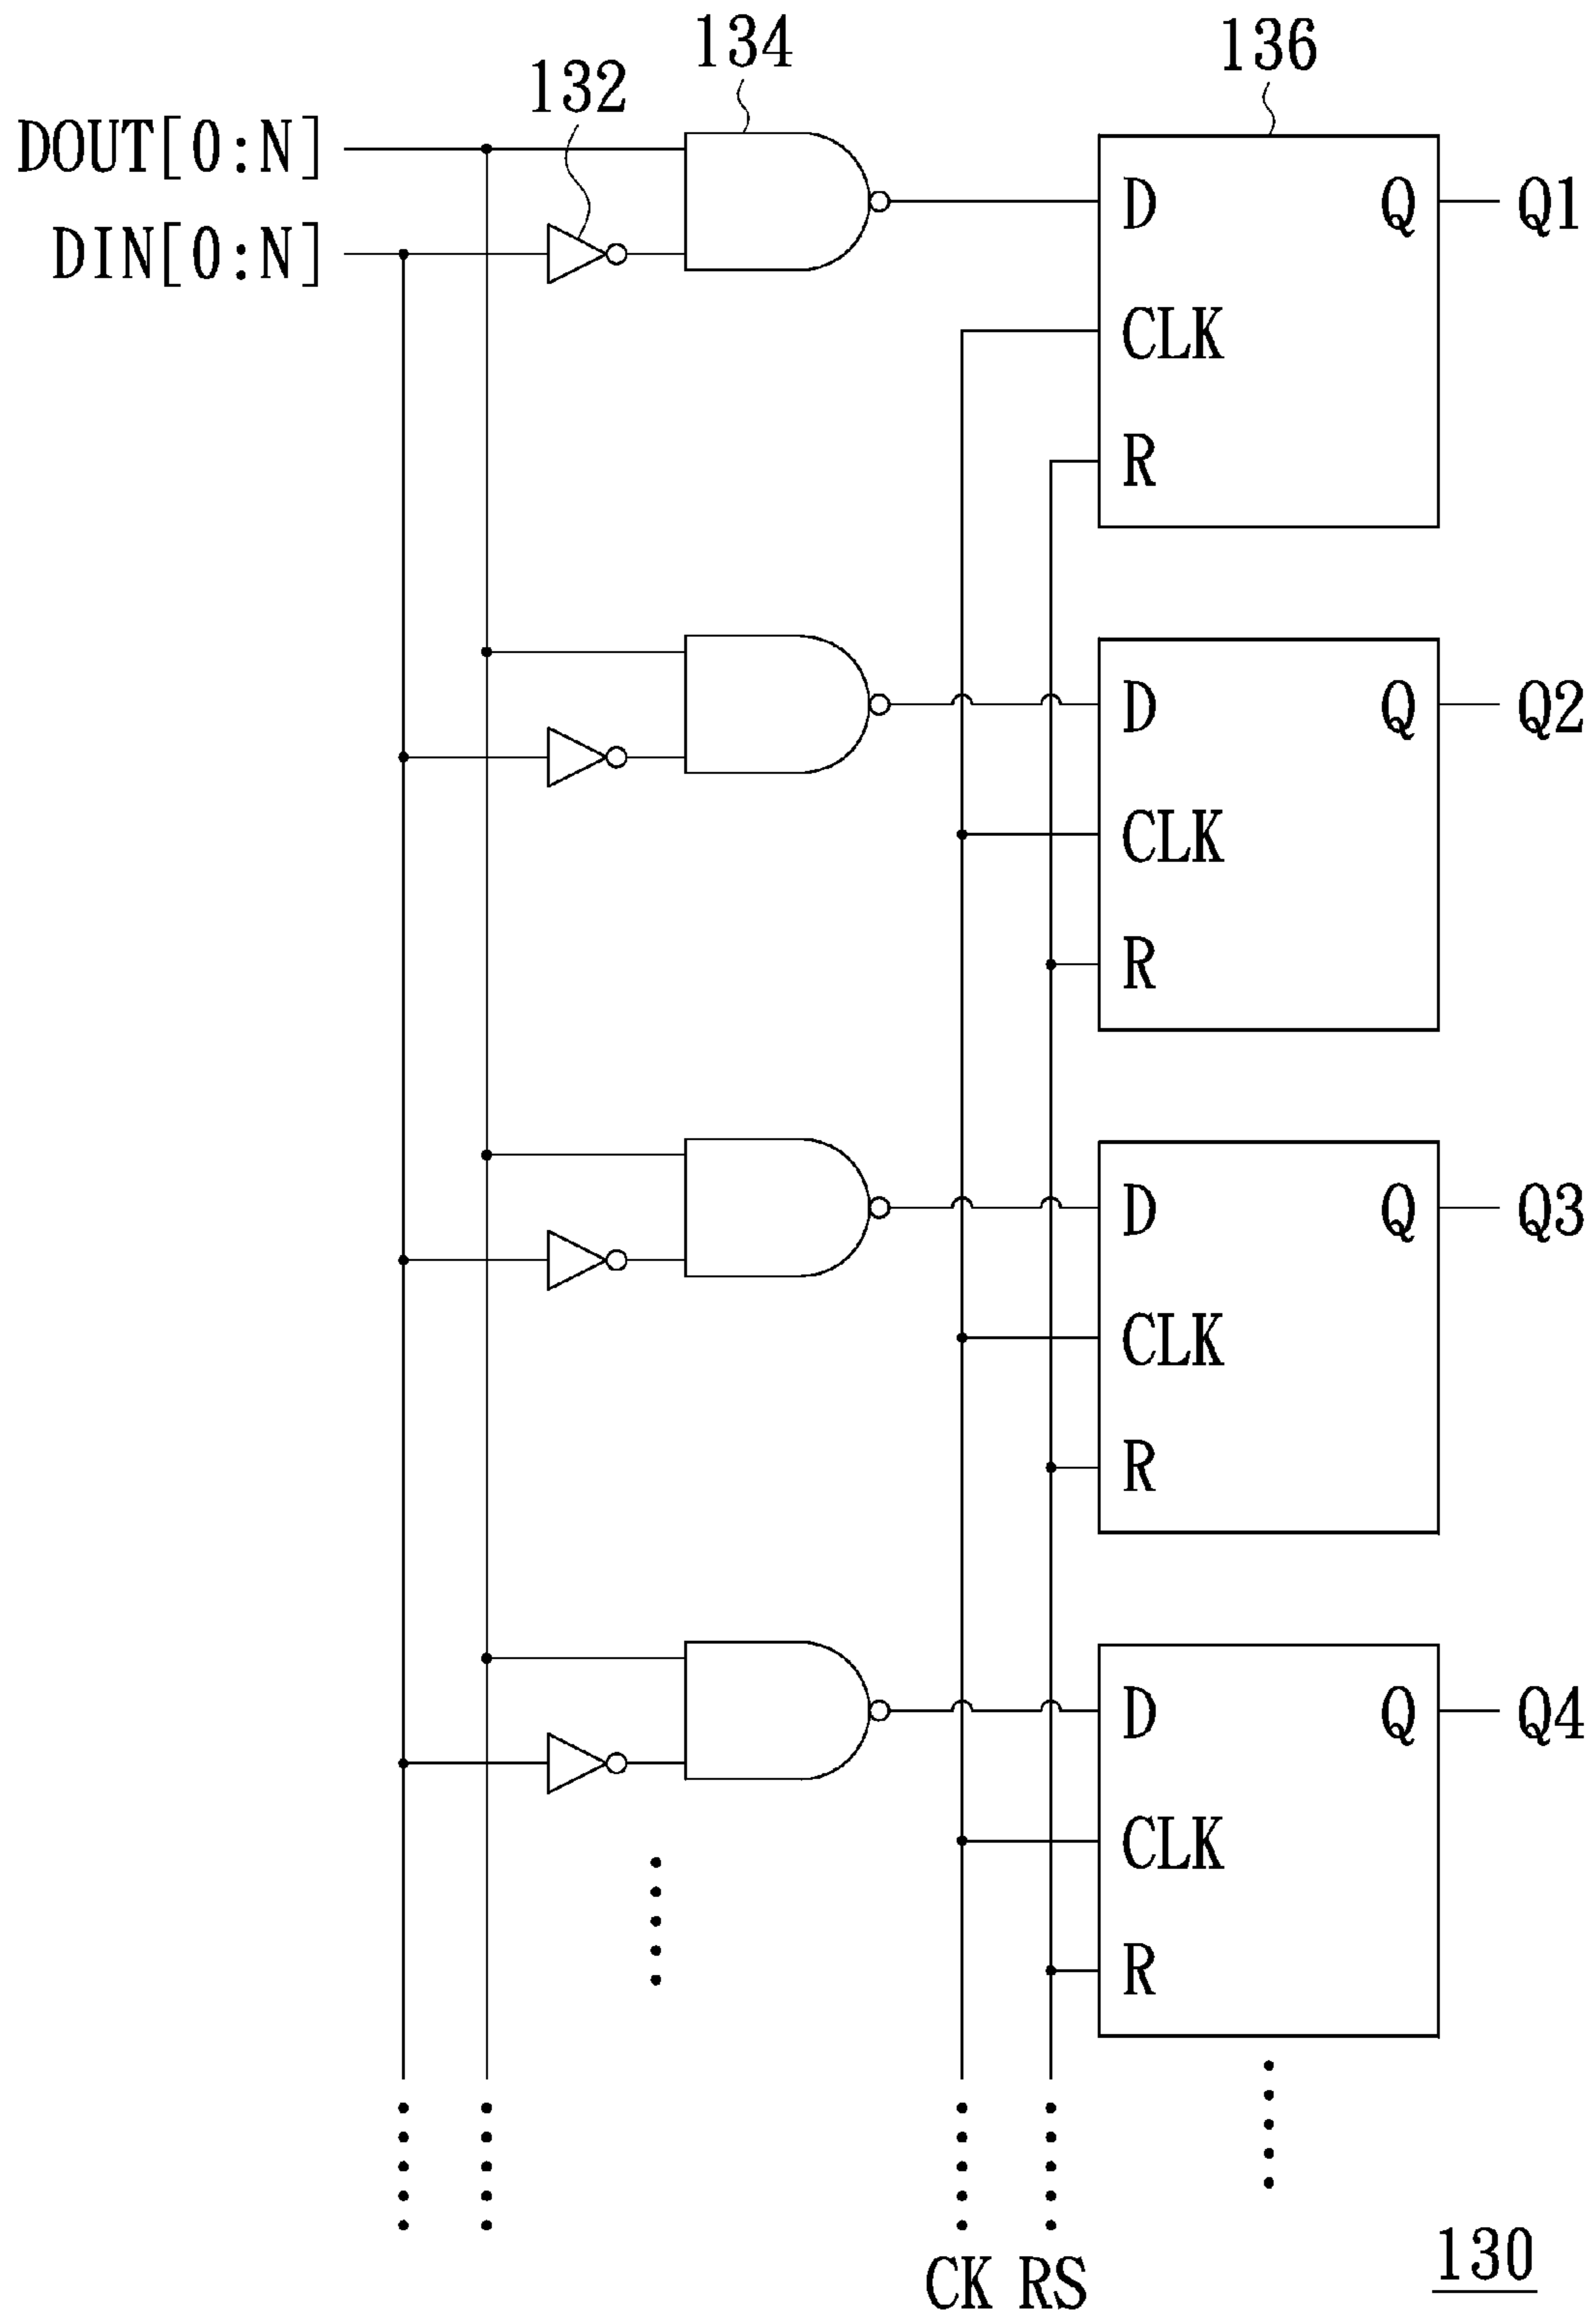 134
136
132
DOUT[0:N]
DIN[0:N]
D
Q
Q1
CLK
R
D
Q
Q2
CLK
R
D
Q
Q3
CLK
R
D
Q
Q4
CLK
R
CK
RS
130